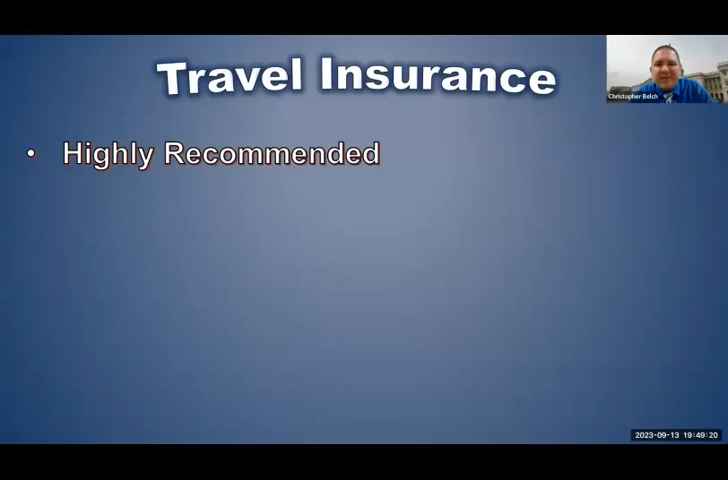 Travel Insurance
Christopher Belch
• Highly Recommended
2023-09-13 19:49:20